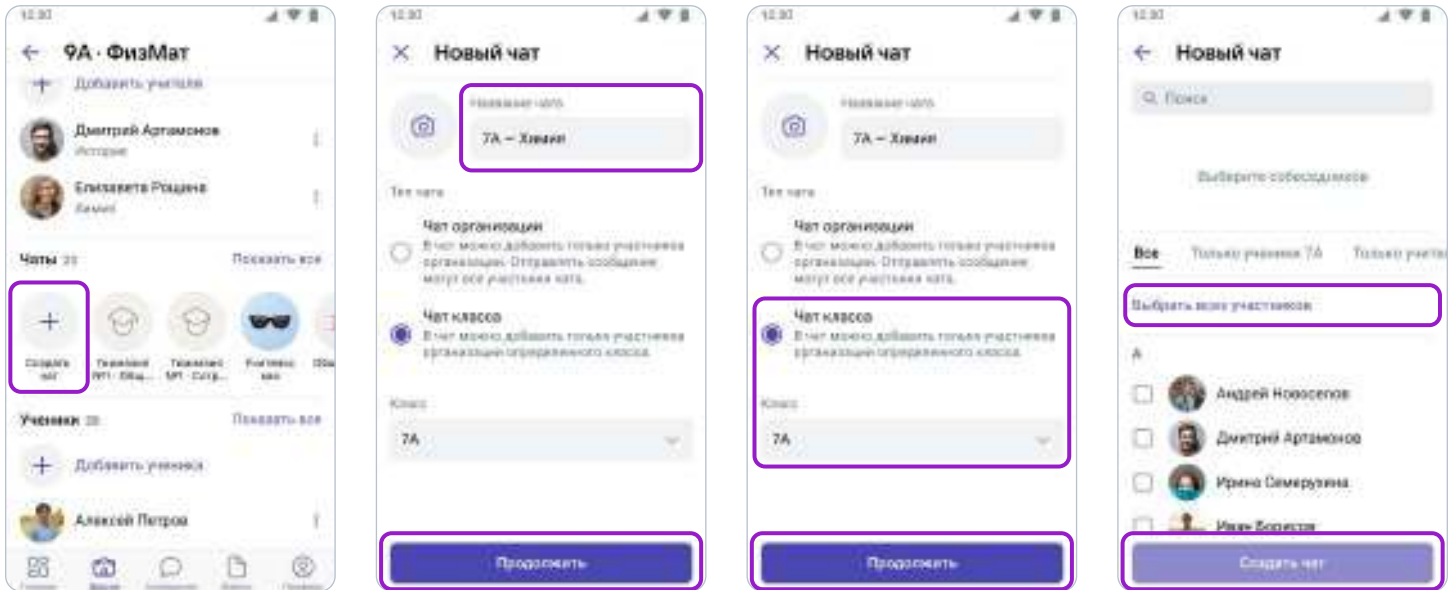 12:30
9А · ФизМат
Добавить учителя
Дмитрий Артамонов
История
Елизавета Рощина
Химия
Чаты 20
Показать все
Создать чат
Ученики
Показать все
Добавить ученика
Алексей Петров
12:30
Новый чат
Название чата
7А – Химия
Тип чата
Чат организации
В чат можно добавить только участников
организации. Отправлять сообщение
могут все участники чата.
Чат класса
В чат можно добавить только участников
организации определенного класса.
Класс
7А
Продолжить
12:30
Новый чат
Название чата
7А – Химия
Тип чата
Чат организации
В чат можно добавить только участников
организации. Отправлять сообщение
могут все участники чата.
Чат класса
В чат можно добавить только участников
организации определенного класса.
Класс
7А
Продолжить
12:30
Новый чат
Поиск
Выберите собеседников
Все
Только ученики 7А
Только учите
Выбрать всех участников
А
Андрей Новоселов
Дмитрий Артамонов
Ирина Семерухина
Иван Борисов
Создать чат